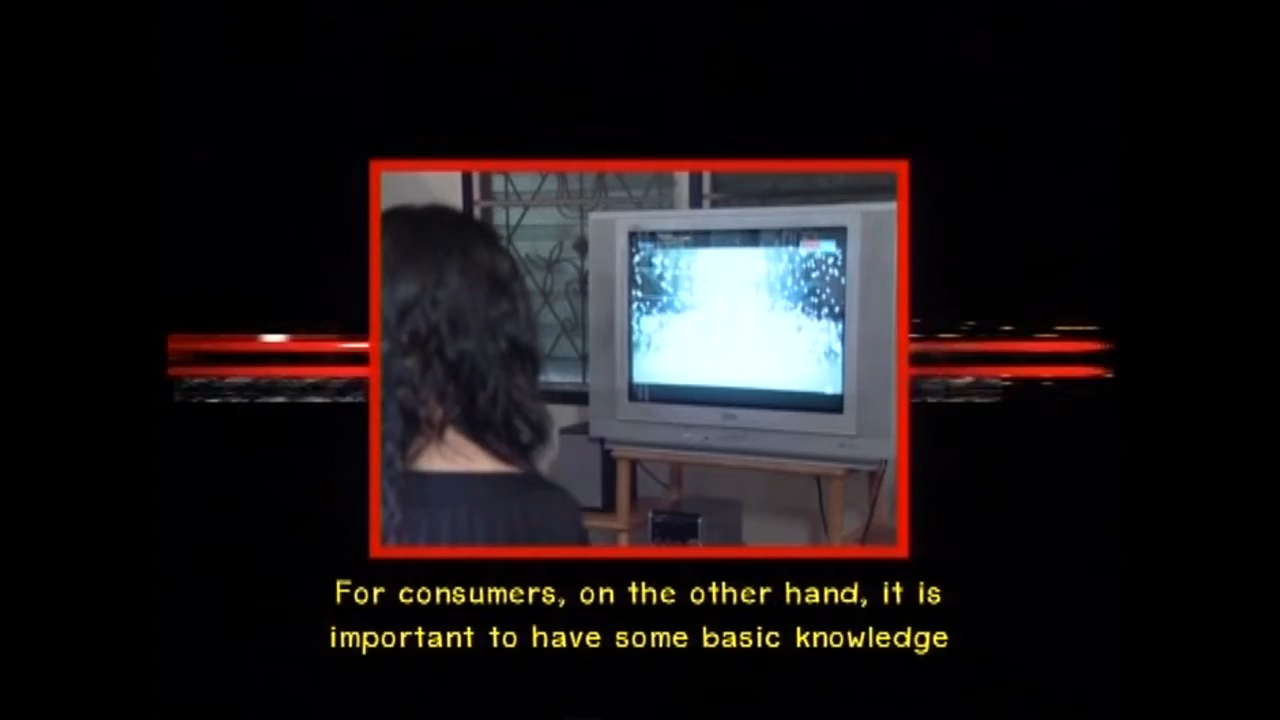 For consumers, on the other hand, it is
important to have some basic knowledge